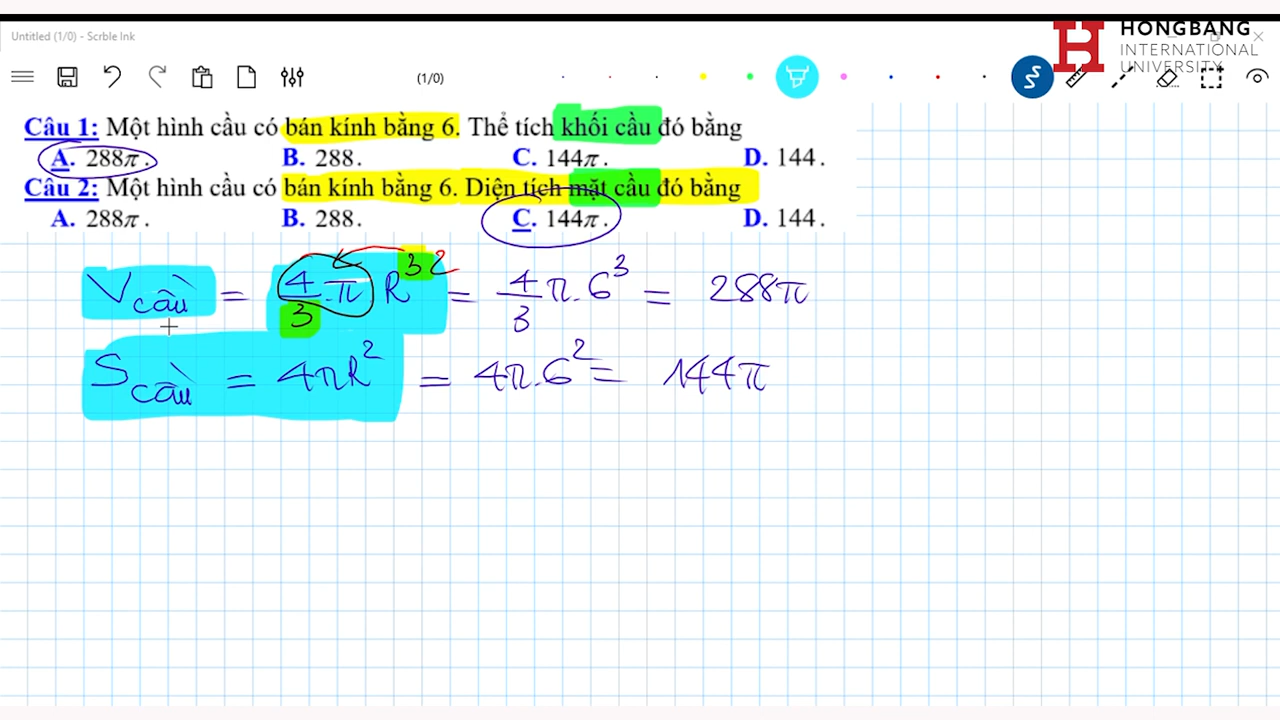 HONGBANG
INTERNATIONAL
UNIVERSITY
Untitled (1/0) - Scrble Ink
(1/0)
Câu 1: Một hình cầu có bán kính bằng 6. Thể tích khối cầu đó bằng
A. 288π. B. 288. C. 144π. D. 144.
Câu 2: Một hình cầu có bán kính bằng 6. Diện tích mặt cầu đó bằng
A. 288π. B. 288. C. 144π. D. 144.
V cầu = 4/3 .π R³ 2 = 4/3 π.6³ = 288π
S cầu = 4πR² = 4π.6² = 144π